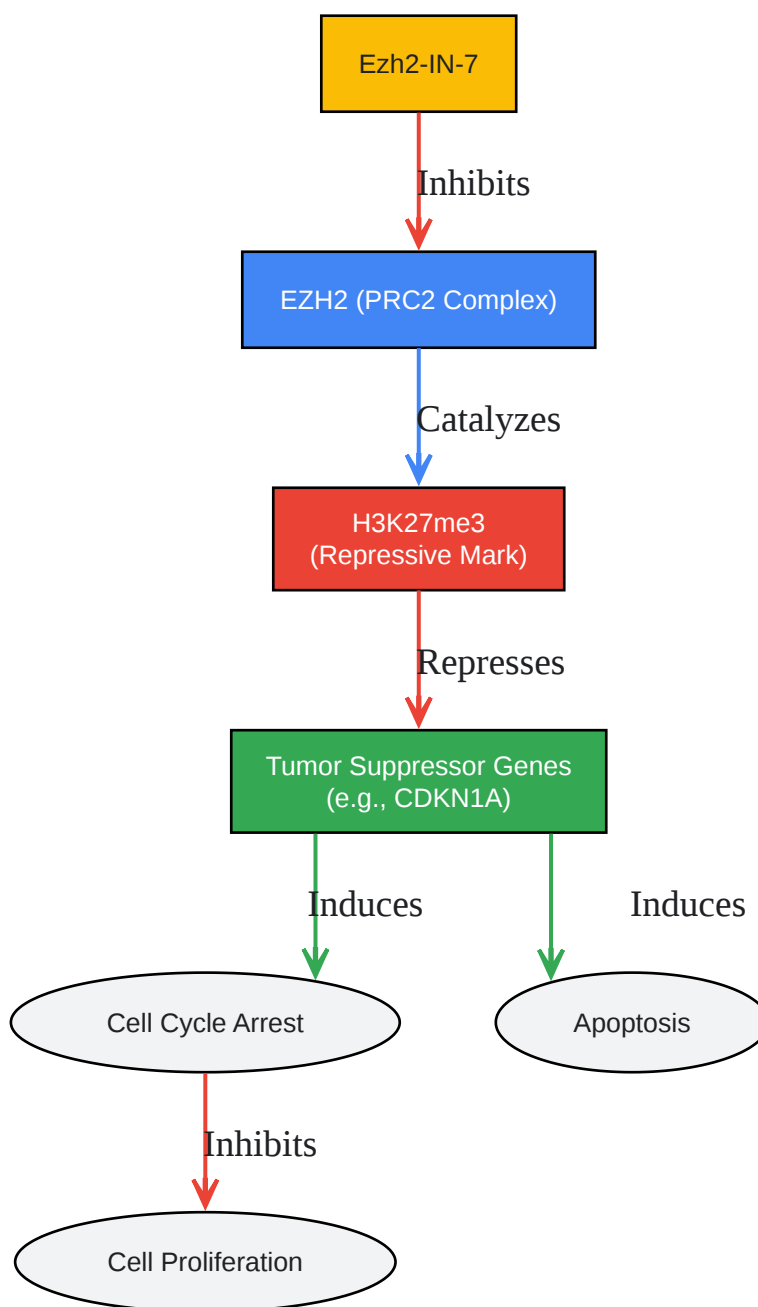 Ezh2-IN-7
Inhibits
EZH2 (PRC2 Complex)
Catalyzes
H3K27me3
(Repressive Mark)
Represses
Tumor Suppressor Genes
(e.g., CDKN1A)
Induces
Induces
Cell Cycle Arrest
Apoptosis
Inhibits
Cell Proliferation